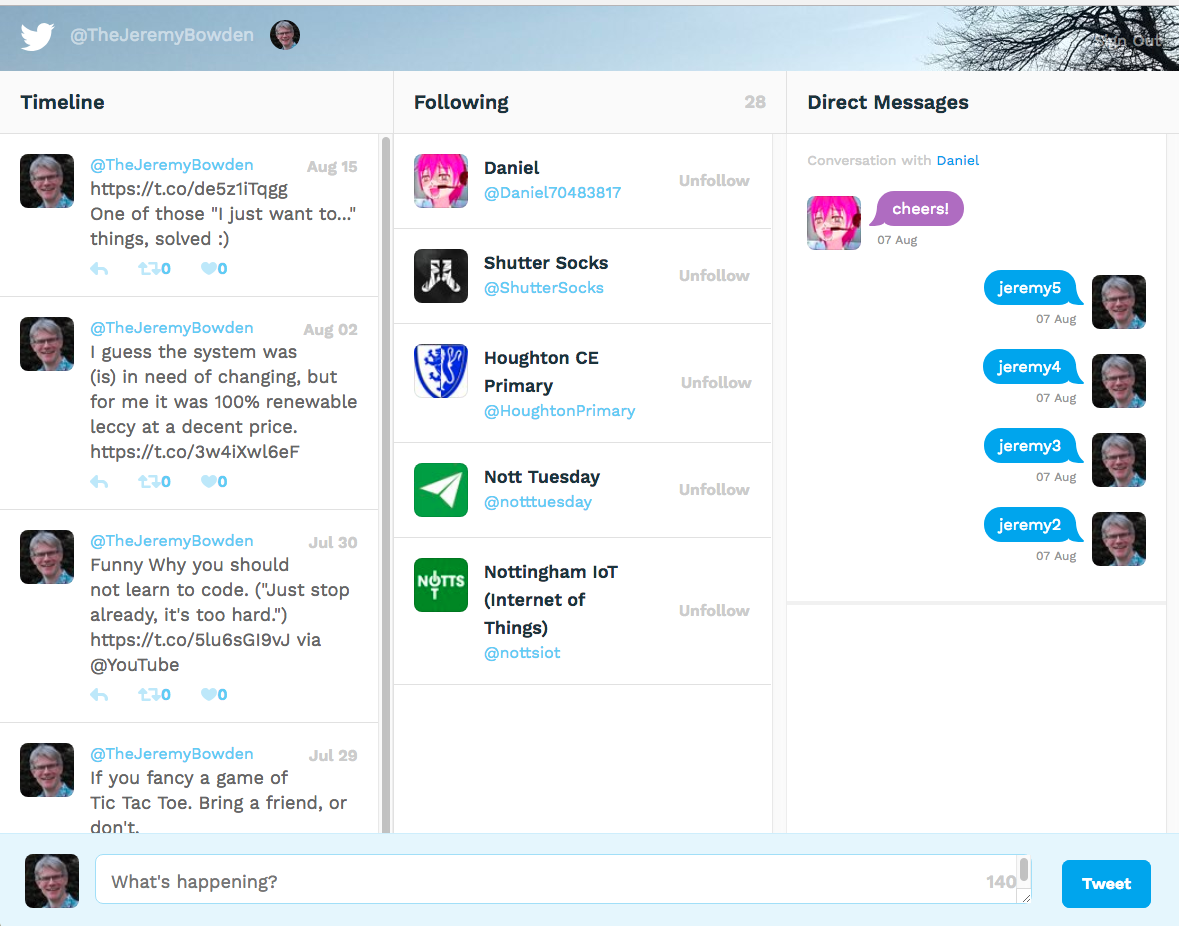 @TheJeremyBowden
Sign Out
Timeline
@TheJeremyBowden
Aug 15
https://t.co/de5z1iTqgg
One of those "I just want to..."
things, solved :)
0
0
@TheJeremyBowden
Aug 02
I guess the system was
(is) in need of changing, but
for me it was 100% renewable
leccy at a decent price.
https://t.co/3w4iXwl6eF
0
0
@TheJeremyBowden
Jul 30
Funny Why you should
not learn to code. ("Just stop
already, it's too hard.")
https://t.co/5lu6sGI9vJ via
@YouTube
0
0
@TheJeremyBowden
Jul 29
If you fancy a game of
Tic Tac Toe. Bring a friend, or
don't.
Following
28
Daniel
@Daniel70483817
Unfollow
Shutter Socks
@ShutterSocks
Unfollow
Houghton CE
Primary
@HoughtonPrimary
Unfollow
Nott Tuesday
@notttuesday
Unfollow
NOTTS
Nottingham IoT
(Internet of
Things)
@nottsiot
Unfollow
Direct Messages
Conversation with Daniel
cheers!
07 Aug
jeremy5
07 Aug
jeremy4
07 Aug
jeremy3
07 Aug
jeremy2
07 Aug
What's happening?
140
Tweet